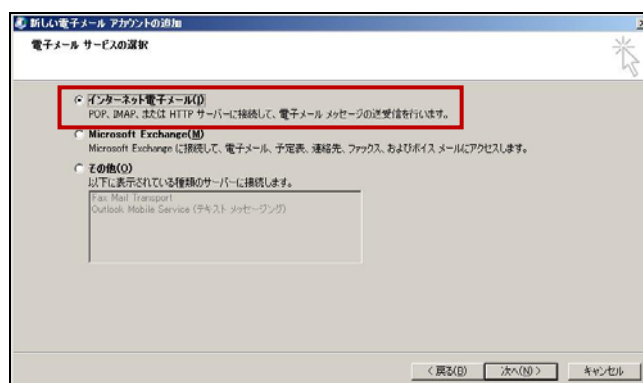 新しい電子メール アカウントの追加
電子メール サービスの選択
インターネット電子メール(I)
POP、IMAP、または HTTP サーバーに接続して、電子メール メッセージの送受信を行います。
Microsoft Exchange(M)
Microsoft Exchange に接続して、電子メール、予定表、連絡先、ファックス、およびボイス メールにアクセスします。
その他(O)
以下に表示されている種類のサーバーに接続します。
Fax Mail Transport
Outlook Mobile Service (テキスト メッセージング)
< 戻る(B) 次へ(N) > キャンセル